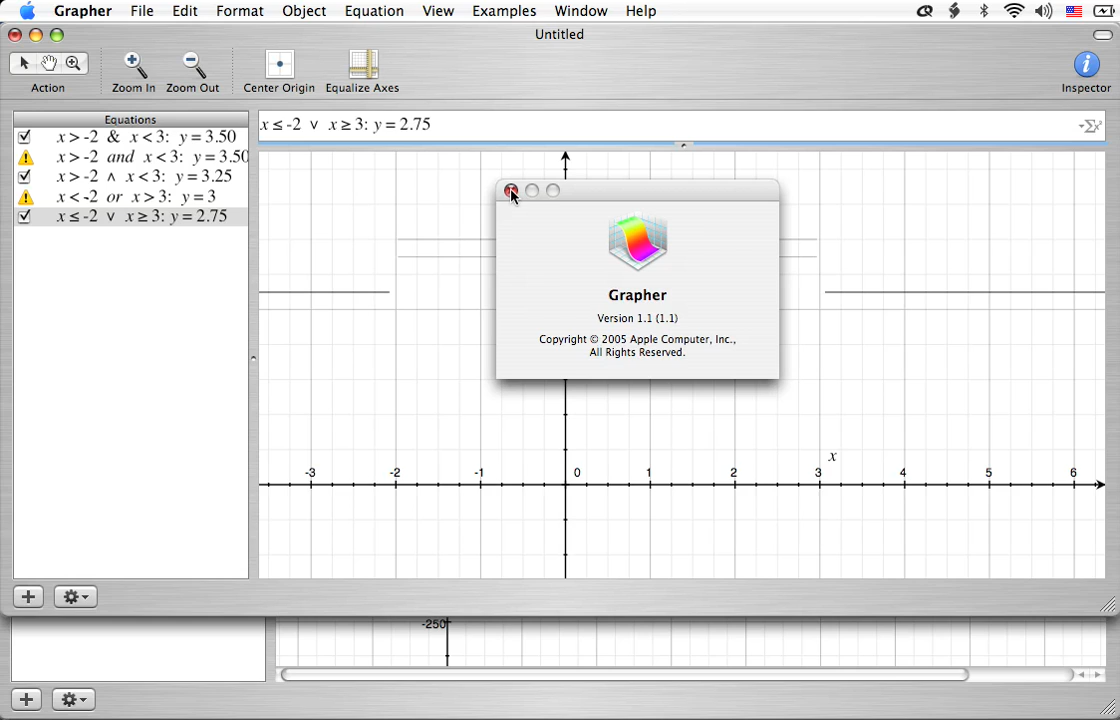 Grapher File Edit Format Object Equation View Examples Window Help
Untitled
Action Zoom In Zoom Out Center Origin Equalize Axes Inspector
Equations
x > -2 & x < 3: y = 3.50
x > -2 and x < 3: y = 3.50
x > -2 ∧ x < 3: y = 3.25
x < -2 or x > 3: y = 3
x ≤ -2 ∨ x ≥ 3: y = 2.75
x ≤ -2 ∨ x ≥ 3: y = 2.75
Grapher
Version 1.1 (1.1)
Copyright © 2005 Apple Computer, Inc.,
All Rights Reserved.
x
-3 -2 -1 0 1 2 3 4 5 6
-250